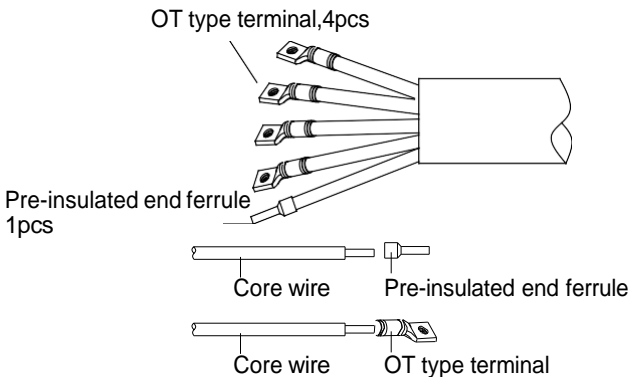 OT type terminal,4pcs
Pre-insulated end ferrule
1pcs
Core wire
Pre-insulated end ferrule
Core wire
OT type terminal